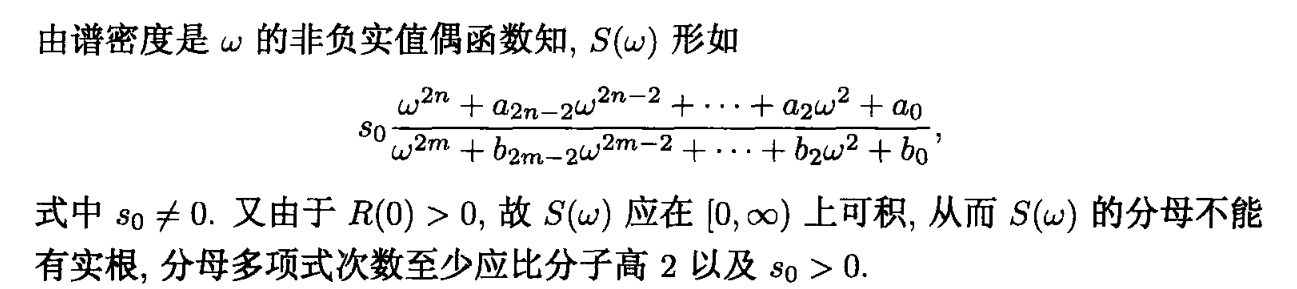 由谱密度是 ω 的非负实值偶函数知, S(ω) 形如
s₀ (ω²ⁿ + a₂ₙ₋₂ω²ⁿ⁻² + ⋯ + a₂ω² + a₀) / (ω²ᵐ + b₂ₘ₋₂ω²ᵐ⁻² + ⋯ + b₂ω² + b₀),
式中 s₀ ≠ 0. 又由于 R(0) > 0, 故 S(ω) 应在 [0, ∞) 上可积, 从而 S(ω) 的分母不能
有实根, 分母多项式次数至少应比分子高 2 以及 s₀ > 0.